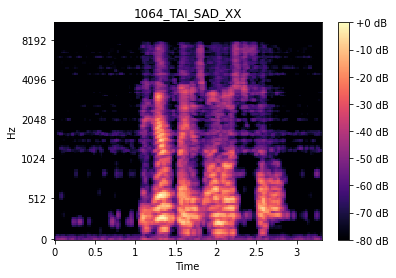 1064_TAI_SAD_XX
+0 dB
8192
-10 dB
4096
-20 dB
-30 dB
2048
Hz
-40 dB
1024
-50 dB
512
-60 dB
-70 dB
0
-80 dB
0 0.5 1 1.5 2 2.5 3
Time